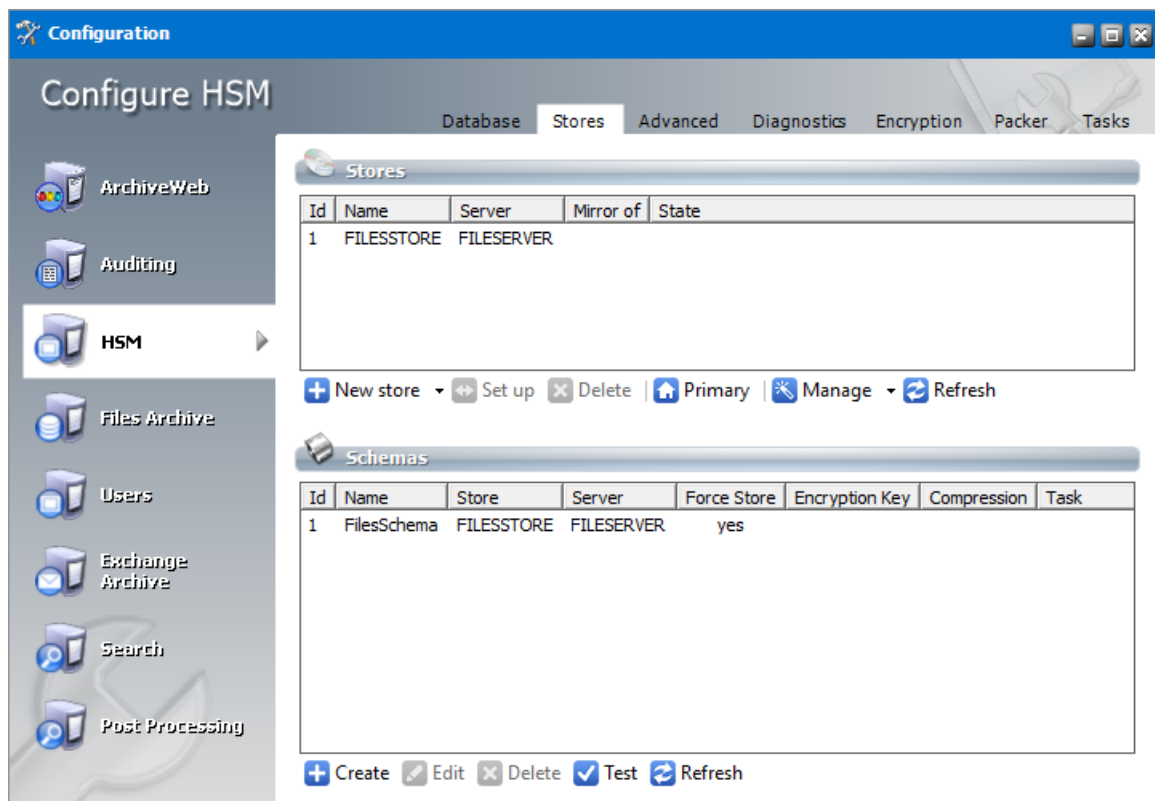 Configuration
Configure HSM
Database Stores Advanced Diagnostics Encryption Packer Tasks
ArchiveWeb
Auditing
HSM
Files Archive
Users
Exchange
Archive
Search
Post Processing
Stores
Id Name Server Mirror of State
1 FILESSTORE FILESERVER
New store Set up Delete Primary Manage Refresh
Schemas
Id Name Store Server Force Store Encryption Key Compression Task
1 FilesSchema FILESSTORE FILESERVER yes
Create Edit Delete Test Refresh